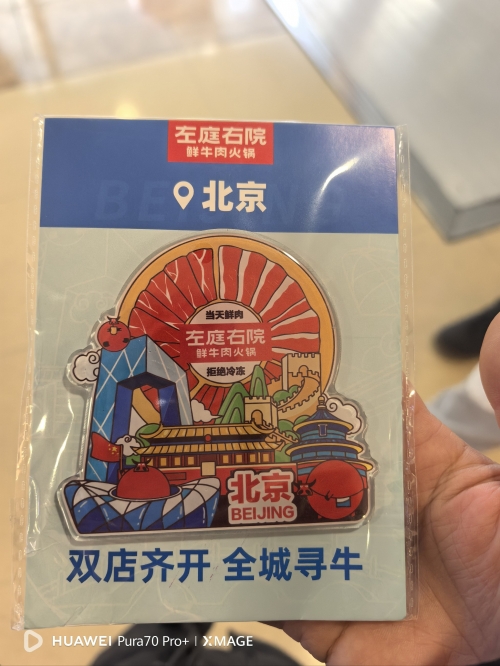 左庭右院
鲜牛肉火锅
北京
BEIJING
当天鲜肉
左庭右院
鲜牛肉火锅
拒绝冷冻
北京
BEIJING
双店齐开 全城寻牛
HUAWEI Pura70 Pro+ | XMAGE